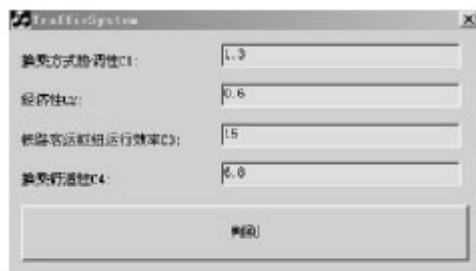 TrafficSystem
换乘方式协调性C1:
1.3
经济性C2:
0.6
铁路客运枢纽运行效率C3:
15
换乘舒适性C4:
6.8